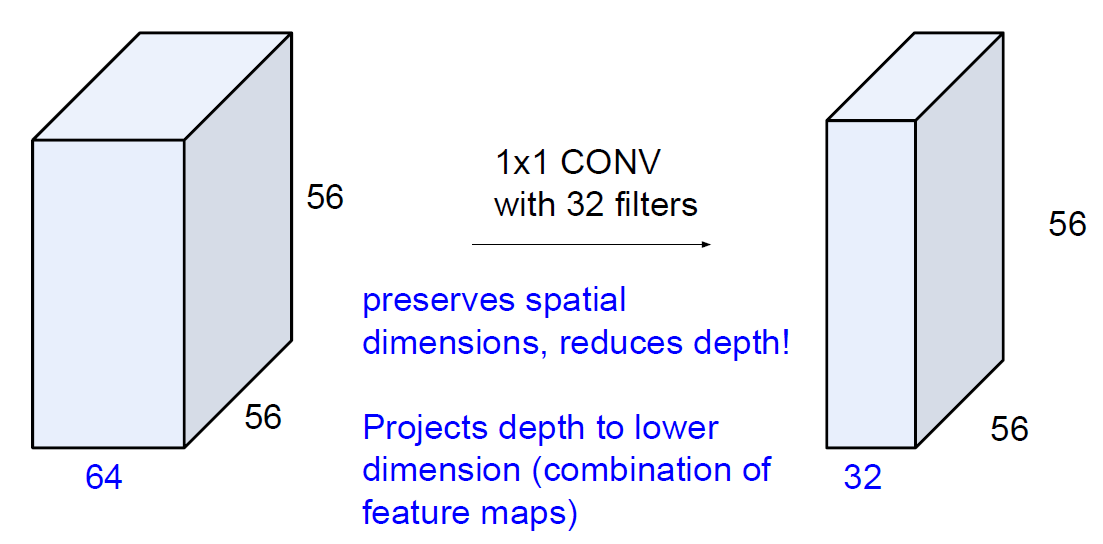 1x1 CONV
with 32 filters
56
56
64
preserves spatial
dimensions, reduces depth!
Projects depth to lower
dimension (combination of
feature maps)
56
56
32